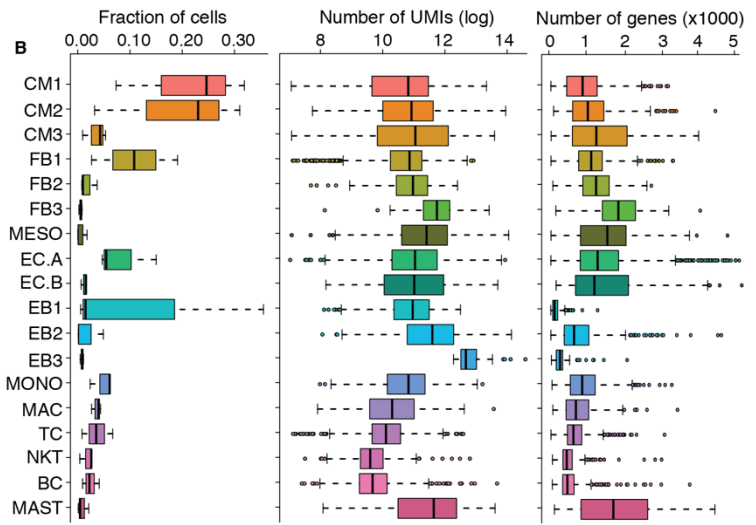 Fraction of cells Number of UMIs (log) Number of genes (x1000)
0.00 0.10 0.20 0.30 8 10 12 14 0 1 2 3 4 5
B
CM1
CM2
CM3
FB1
FB2
FB3
MESO
EC.A
EC.B
EB1
EB2
EB3
MONO
MAC
TC
NKT
BC
MAST